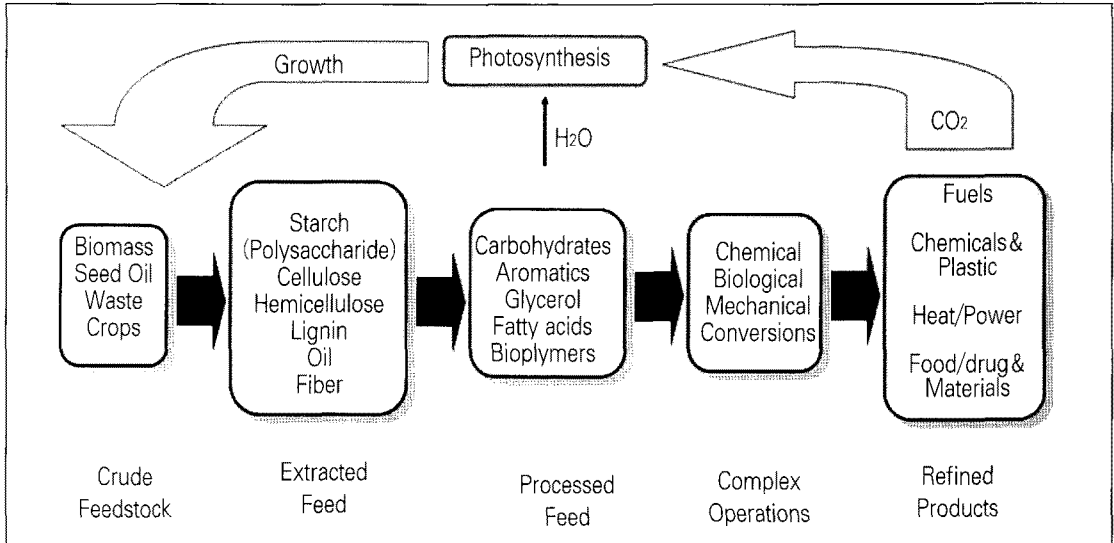 Growth
Photosynthesis
CO2
H2O
Biomass
Seed Oil
Waste
Crops
Starch
(Polysaccharide)
Cellulose
Hemicellulose
Lignin
Oil
Fiber
Carbohydrates
Aromatics
Glycerol
Fatty acids
Bioplymers
Chemical
Biological
Mechanical
Conversions
Fuels
Chemicals &
Plastic
Heat/Power
Food/drug &
Materials
Crude
Feedstock
Extracted
Feed
Processed
Feed
Complex
Operations
Refined
Products